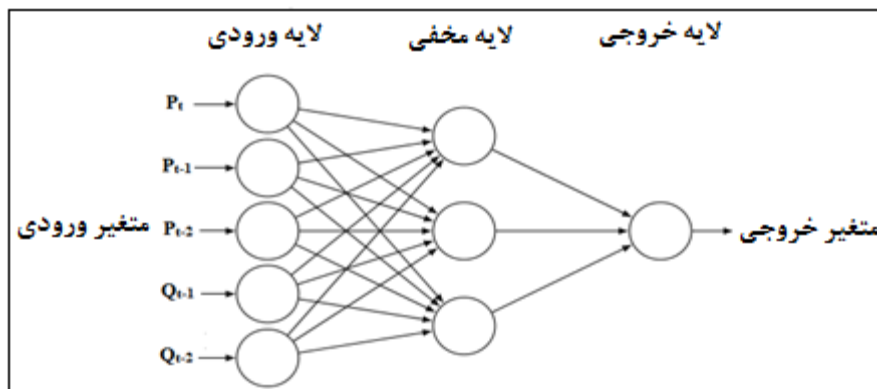 لایه ورودی لایه مخفی لایه خروجی
Pt
Pt-1
متغیر ورودی Pt-2 متغیر خروجی
Qt-1
Qt-2